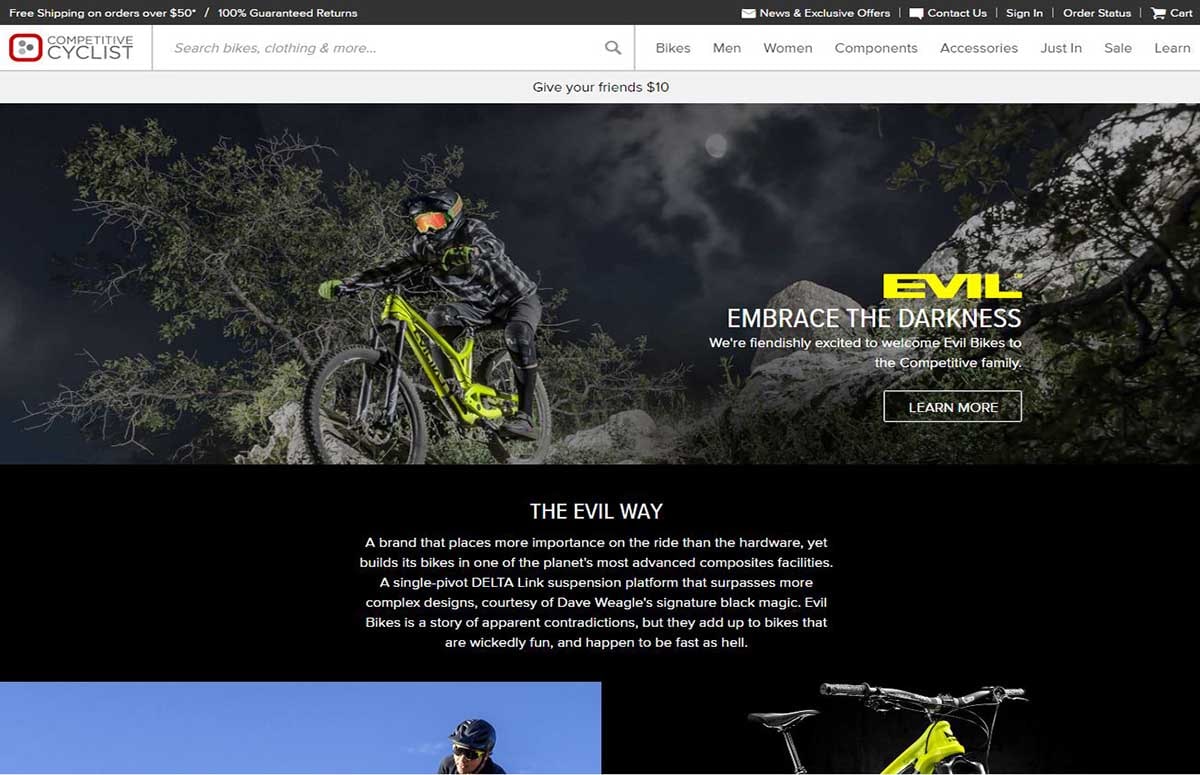 Free Shipping on orders over $50* / 100% Guaranteed Returns
News & Exclusive Offers | Contact Us | Sign In | Order Status | Cart
COMPETITIVE
CYCLIST
Search bikes, clothing & more...
Bikes Men Women Components Accessories Just In Sale Learn
Give your friends $10
EVIL
EMBRACE THE DARKNESS
We're fiendishly excited to welcome Evil Bikes to
the Competitive family.
LEARN MORE
THE EVIL WAY
A brand that places more importance on the ride than the hardware, yet
builds its bikes in one of the planet's most advanced composites facilities.
A single-pivot DELTA Link suspension platform that surpasses more
complex designs, courtesy of Dave Weagle's signature black magic. Evil
Bikes is a story of apparent contradictions, but they add up to bikes that
are wickedly fun, and happen to be fast as hell.